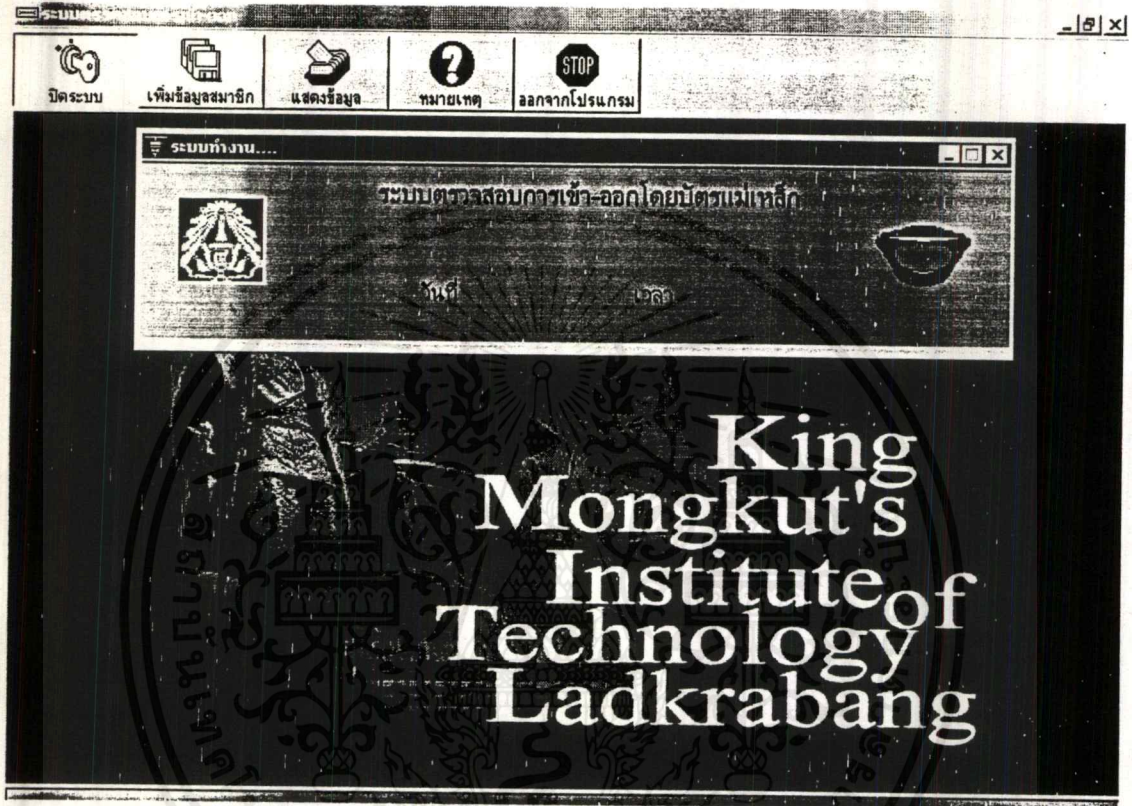 ปิดระบบ เพิ่มข้อมูลสมาชิก แสดงข้อมูล หมายเหตุ STOP ออกจากโปรแกรม
ระบบทำงาน....
ระบบตรวจสอบการเข้า-ออกโดยบัตรแม่เหล็ก
วันที่ เวลา
King
Mongkut's
Institute of
Technology
Ladkrabang